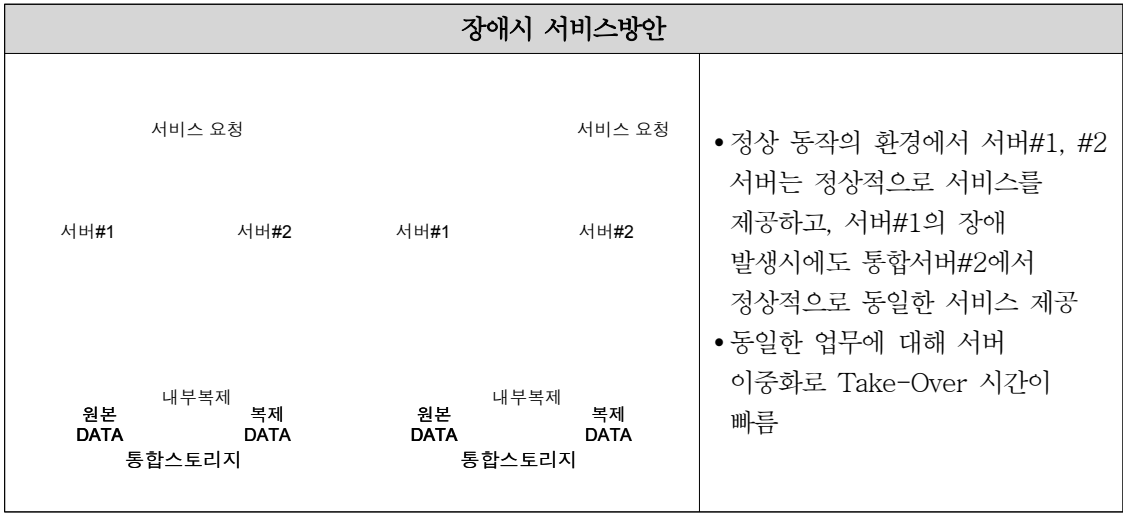 장애시 서비스방안
서비스 요청
서버#1
서버#2
내부복제
원본
DATA
복제
DATA
통합스토리지
서비스 요청
서버#1
서버#2
내부복제
원본
DATA
복제
DATA
통합스토리지
•정상 동작의 환경에서 서버#1, #2
서버는 정상적으로 서비스를
제공하고, 서버#1의 장애
발생시에도 통합서버#2에서
정상적으로 동일한 서비스 제공
•동일한 업무에 대해 서버
이중화로 Take-Over 시간이
빠름